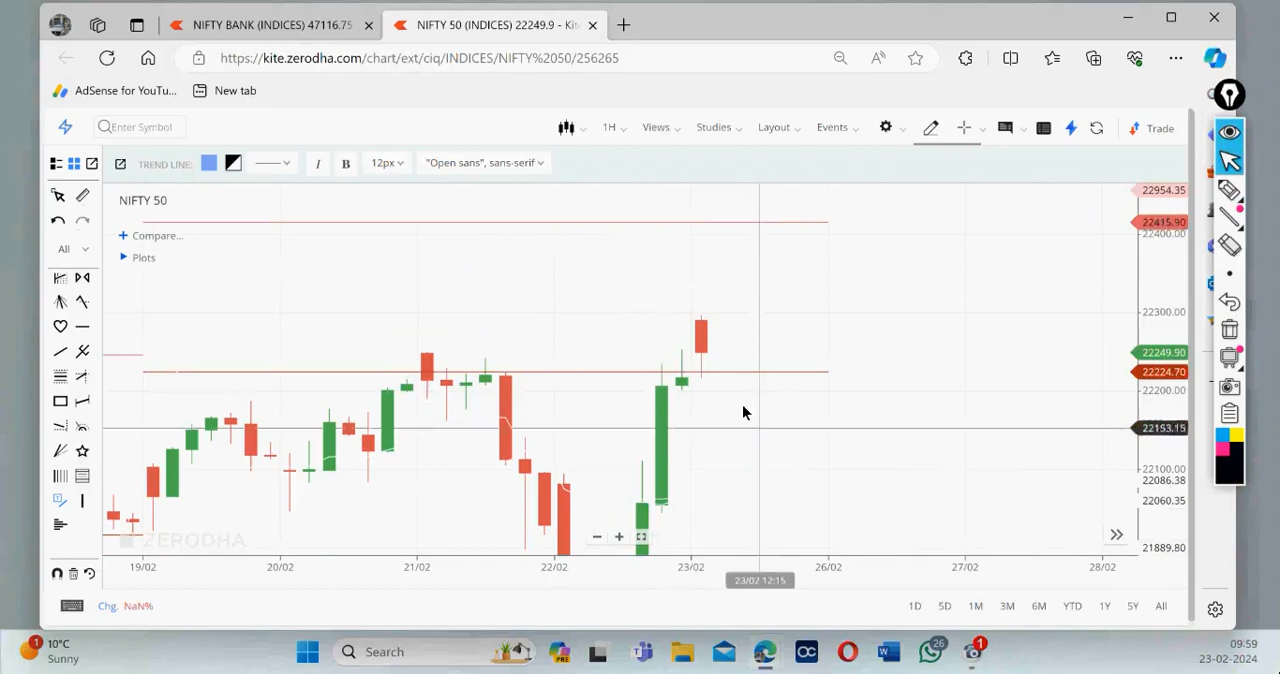 NIFTY BANK (INDICES) 47116.75
NIFTY 50 (INDICES) 22249.9 - Kit
https://kite.zerodha.com/chart/ext/ciq/INDICES/NIFTY%2050/256265
AdSense for YouTu...
New tab
Enter Symbol
1H
Views
Studies
Layout
Events
Trade
TREND LINE
I
B
12px
"Open sans", sans-serif
NIFTY 50
22954.35
Compare...
22415.90
22400.00
All
Plots
22300.00
22249.90
22224.70
22200.00
22153.15
22100.00
22086.38
22060.35
ZERODHA
21889.80
19/02
20/02
21/02
22/02
23/02
26/02
27/02
28/02
23/02 12:15
Chg. NaN%
1D
5D
1M
3M
6M
YTD
1Y
5Y
All
1
10°C
Sunny
Search
PRE
OC
26
1
09:59
23-02-2024